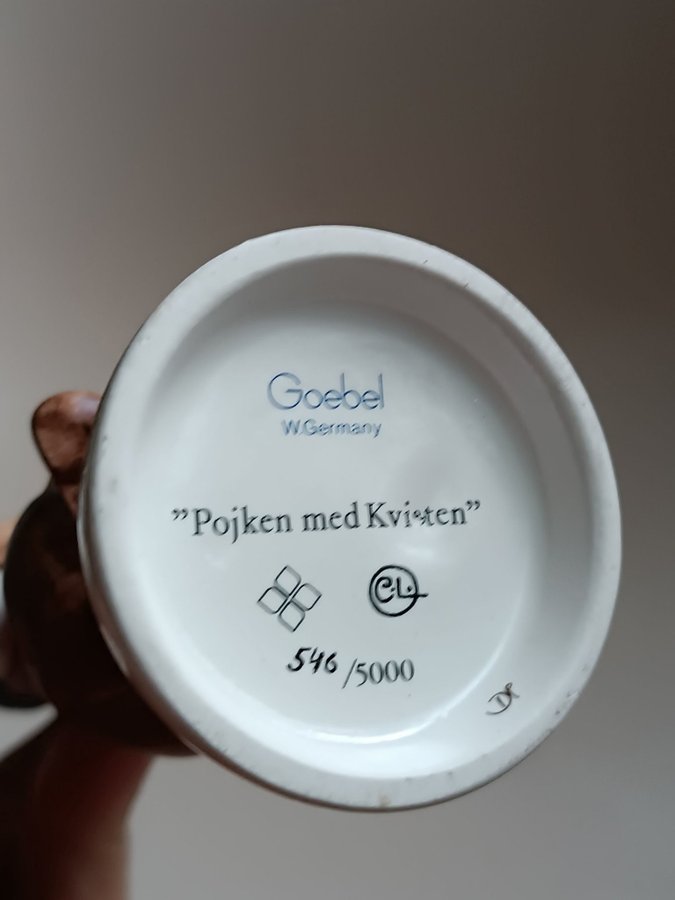 Goebel
W.Germany
”Pojken med Kvisten”
C.L.
546/5000